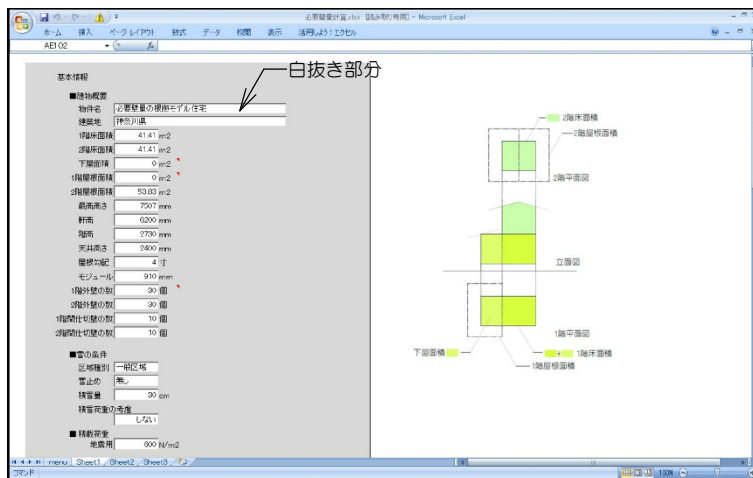 必要壁量計算.xlsx [読み取り専用] - Microsoft Excel
ホーム 挿入 ページ レイアウト 数式 データ 校閲 表示 活用しよう!エクセル
AE102
fx
白抜き部分
基本情報
■建物概要
物件名 必要壁量の根拠モデル住宅
建築地 神奈川県
1階床面積 41.41 m2
2階床面積 41.41 m2
下屋面積 0 m2
1階屋根面積 0 m2
2階屋根面積 53.83 m2
最高高さ 7507 mm
軒高 6200 mm
階高 2730 mm
天井高さ 2400 mm
屋根勾配 4 寸
モジュール 910 mm
1階外壁の数 30 個
2階外壁の数 30 個
1階間仕切壁の数 10 個
2階間仕切壁の数 10 個
■雪の条件
区域種別 一般区域
雪止め 無し
積雪量 30 cm
積雪荷重の考慮
しない
■積載荷重
地震用 600 N/m2
2階床面積
2階屋根面積
2階平面図
立面図
1階平面図
下屋面積
+ 1階床面積
1階屋根面積
menu Sheet1 Sheet2 Sheet3
コマンド
100%